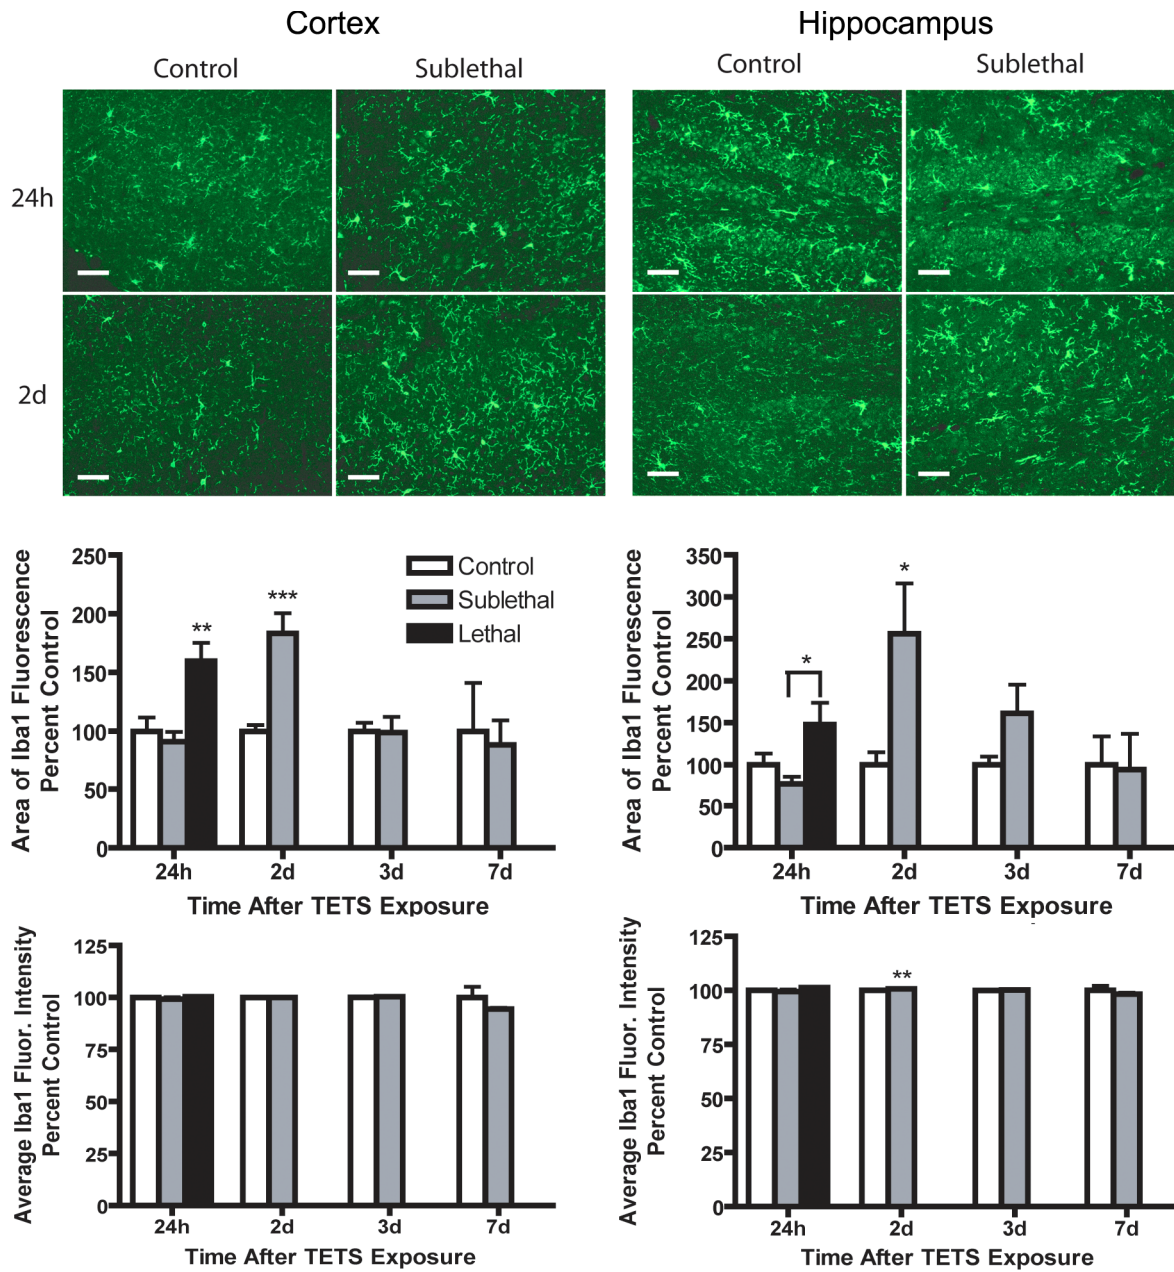 Cortex
Hippocampus
Control
Sublethal
Control
Sublethal
24h
2d
Area of Iba1 Fluorescence
Percent Control
250
200
150
100
50
0
**
***
Control
Sublethal
Lethal
24h
2d
3d
7d
Time After TETS Exposure
Area of Iba1 Fluorescence
Percent Control
350
300
250
200
150
100
50
0
*
*
24h
2d
3d
7d
Time After TETS Exposure
Average Iba1 Fluor. Intensity
Percent Control
125
100
75
50
25
0
24h
2d
3d
7d
Time After TETS Exposure
Average Iba1 Fluor. Intensity
Percent Control
125
100
75
50
25
0
**
24h
2d
3d
7d
Time After TETS Exposure